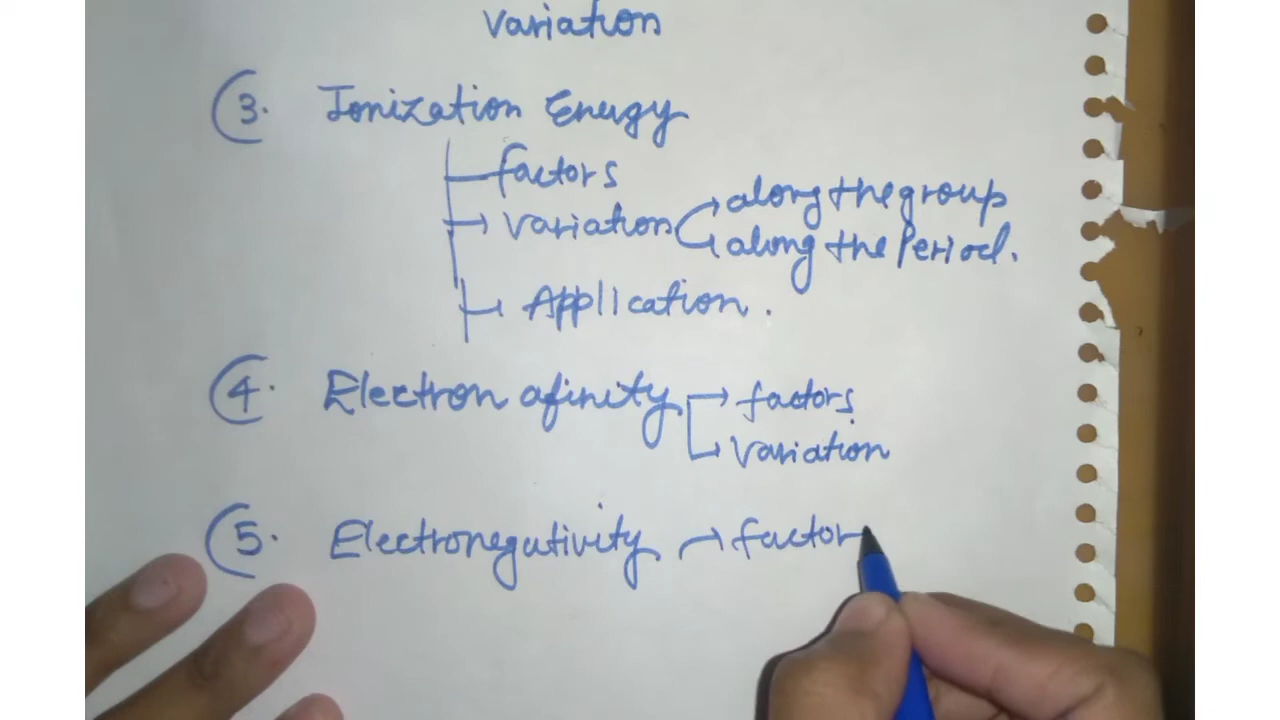 Variation
3. Ionization Energy
factors
Variation along the group
along the Period.
Application.
4. Electron afinity factors
Variation
5. Electronegativity factor